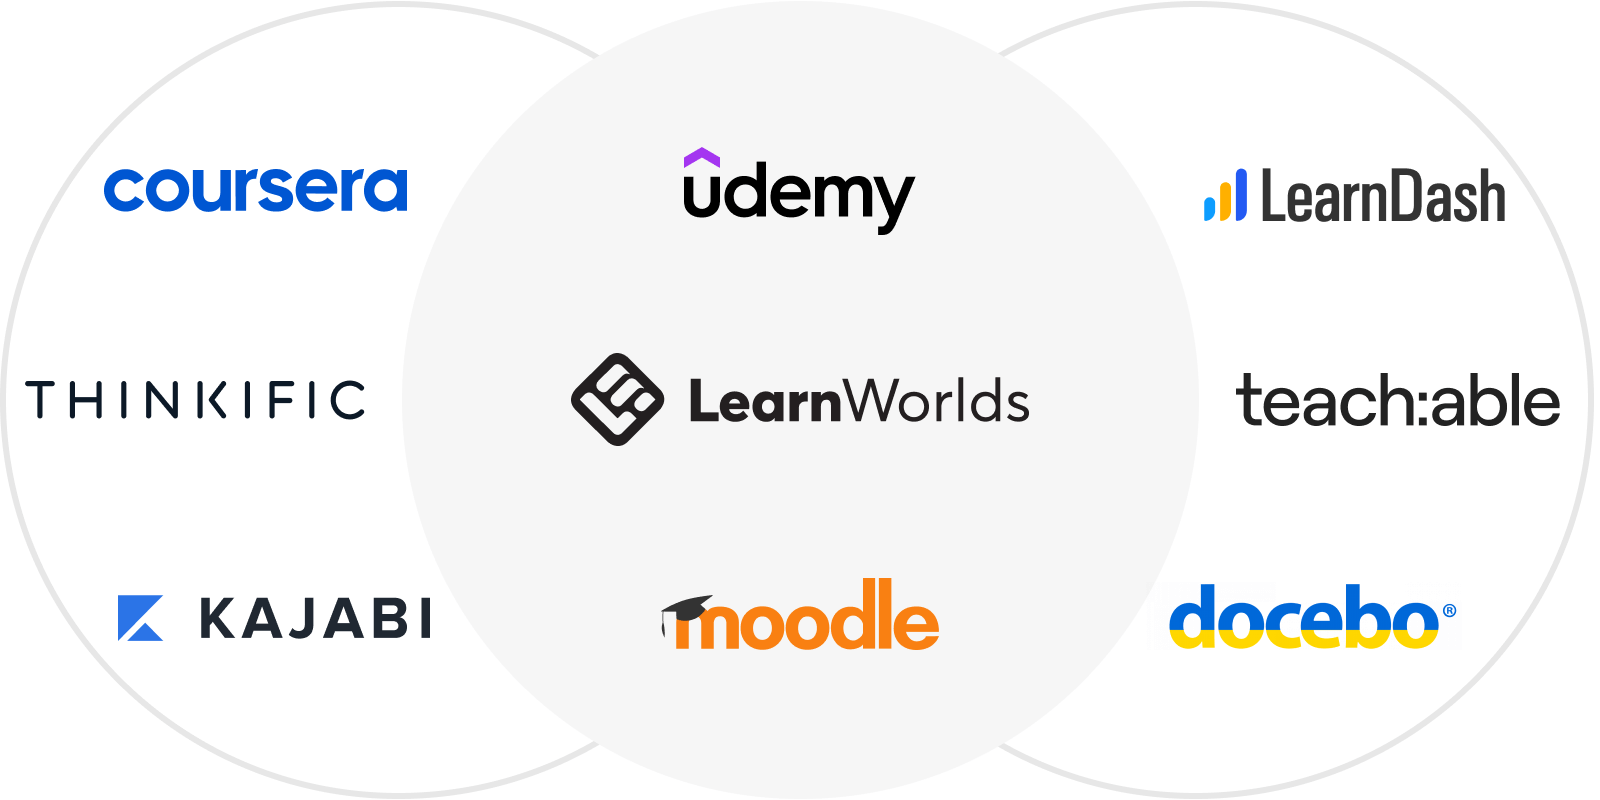 coursera
udemy
LearnDash
THINKIFIC
LearnWorlds
teach:able
KAJABI
moodle
docebo®